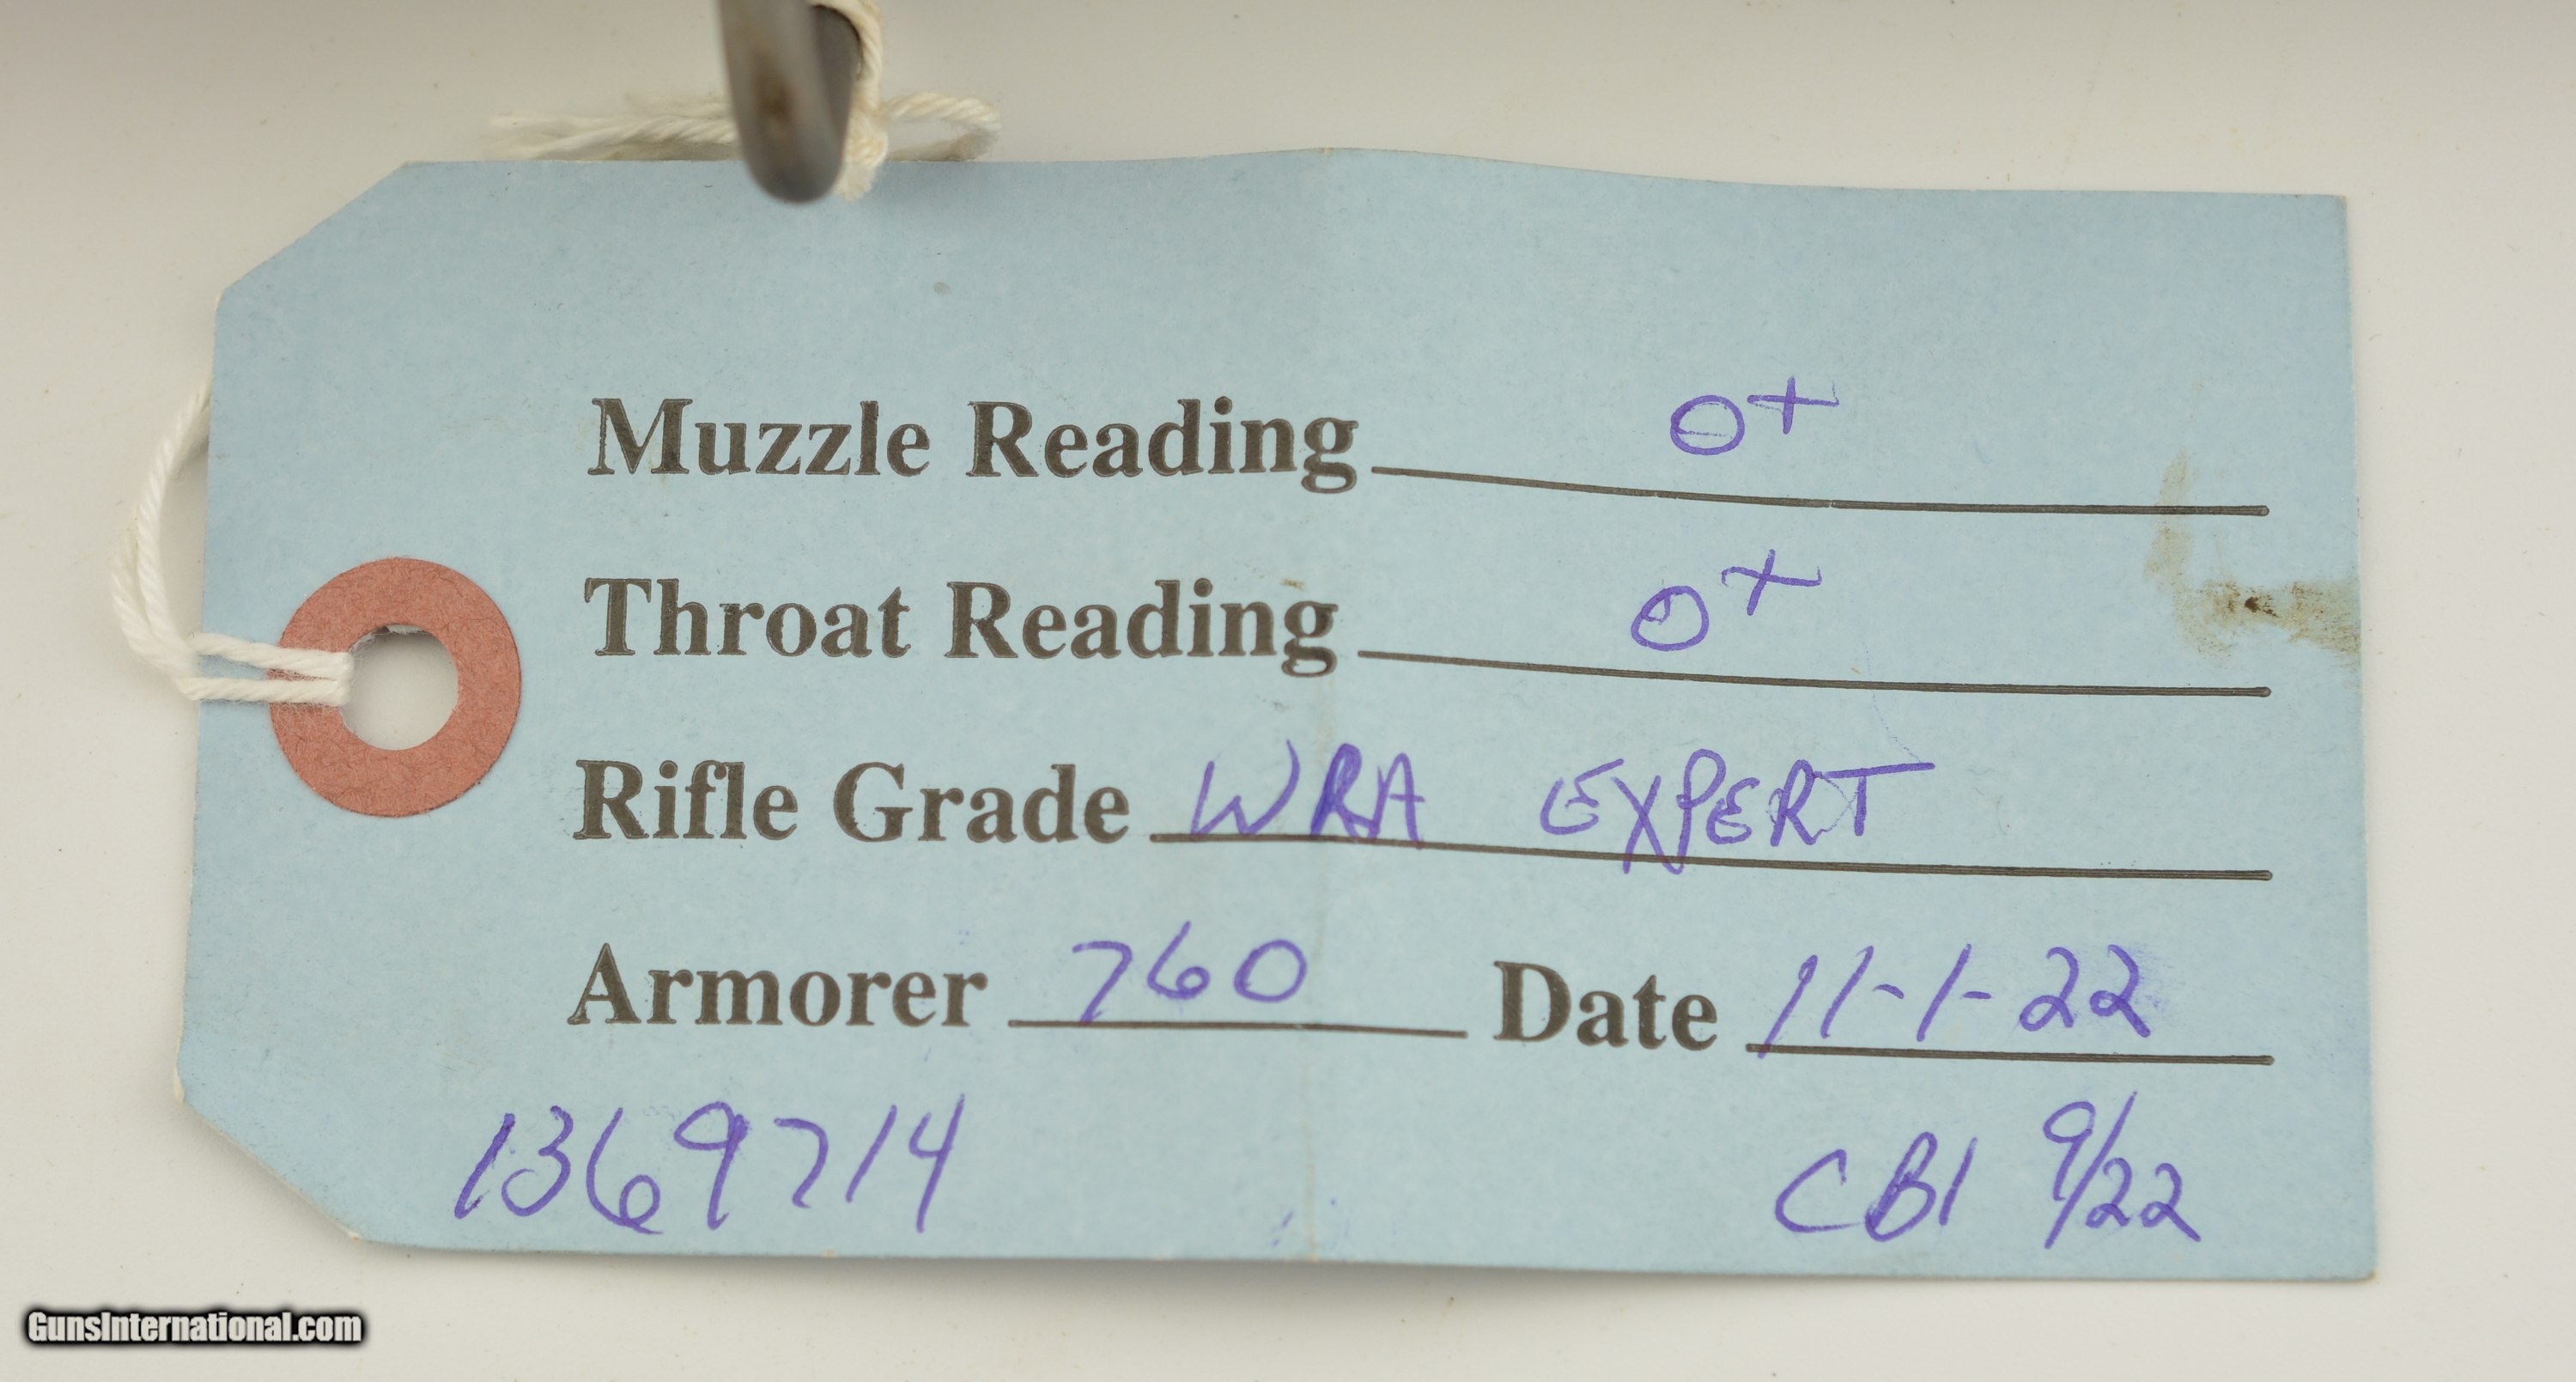 Muzzle Reading 0+
Throat Reading 0+
Rifle Grade WRA EXPERT
Armorer 760 Date 11-1-22
1369714 CBI 9/22
GunsInternational.com